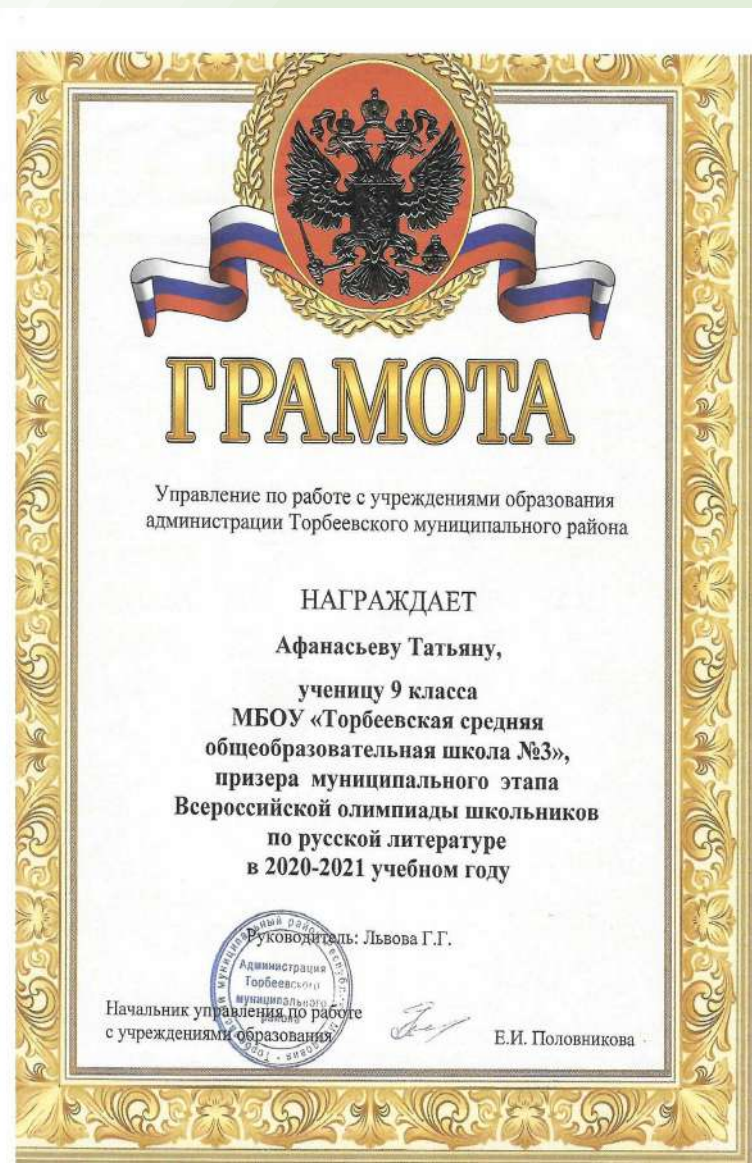 ГРАМОТА
Управление по работе с учреждениями образования
администрации Торбеевского муниципального района
НАГРАЖДАЕТ
Афанасьеву Татьяну,
ученицу 9 класса
МБОУ «Торбеевская средняя
общеобразовательная школа №3»,
призера муниципального этапа
Всероссийской олимпиады школьников
по русской литературе
в 2020-2021 учебном году
Руководитель: Львова Г.Г.
Администрация
Торбеевского
муниципального
района
Начальник управления по работе
с учреждениями образования
Е.И. Половникова